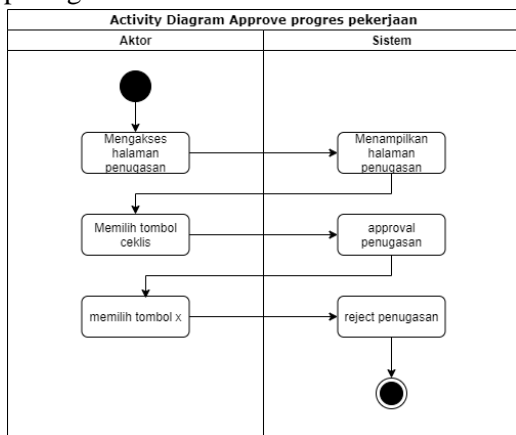 Activity Diagram Approve progres pekerjaan
Aktor
Sistem
Mengakses
halaman
penugasan
Menampilkan
halaman
penugasan
Memilih tombol
ceklis
approval
penugasan
memilih tombol x
reject penugasan